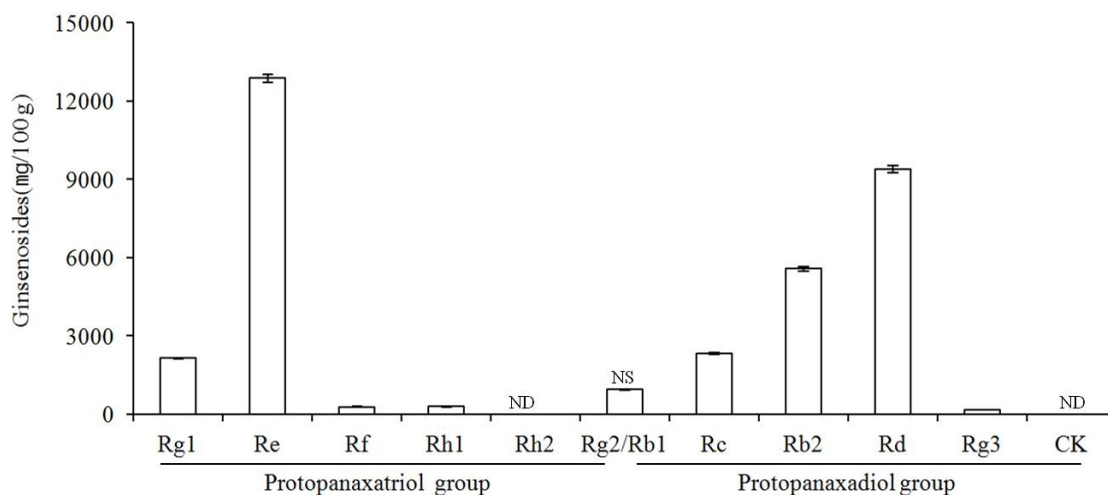 15000
12000
9000
6000
3000
0
Ginsenosides(㎎/100 g)
ND
NS
ND
Rg1 Re Rf Rh1 Rh2 Rg2/Rb1 Rc Rb2 Rd Rg3 CK
Protopanaxatriol group Protopanaxadiol group